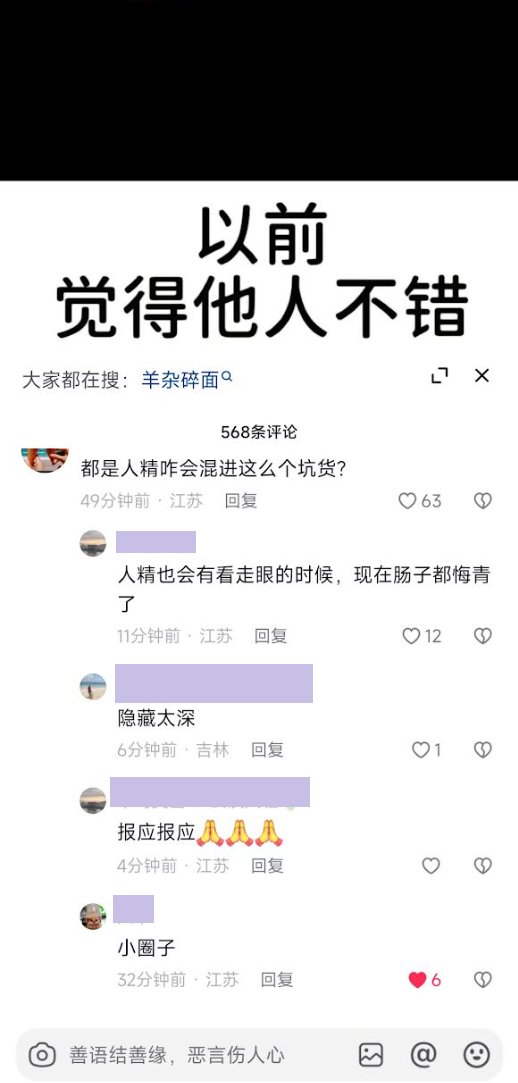 以前
觉得他人不错
大家都在搜：羊杂碎面
568条评论
都是人精咋会混进这么个坑货？
49分钟前 · 江苏 回复 63
人精也会有看走眼的时候，现在肠子都悔青
了
11分钟前 · 江苏 回复 12
隐藏太深
6分钟前 · 吉林 回复 1
报应报应🙏🙏🙏
4分钟前 · 江苏 回复
小圈子
32分钟前 · 江苏 回复 6
善语结善缘，恶言伤人心